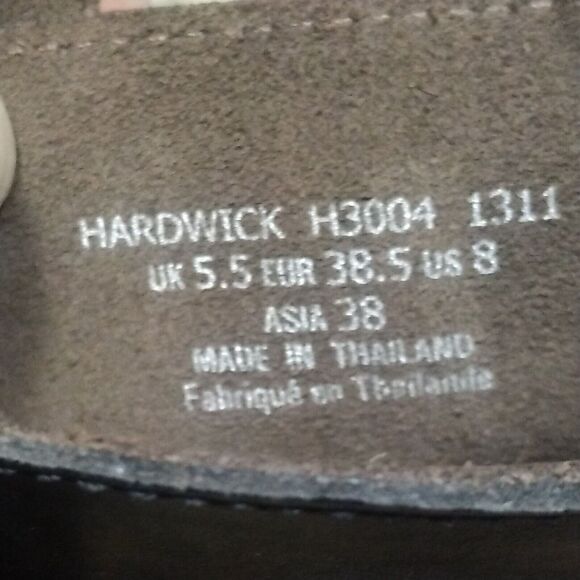 HARDWICK H3004 1311
UK 5.5 EUR 38.5 US 8
ASIA 38
MADE IN THAILAND
Fabriqué en Thaïlande